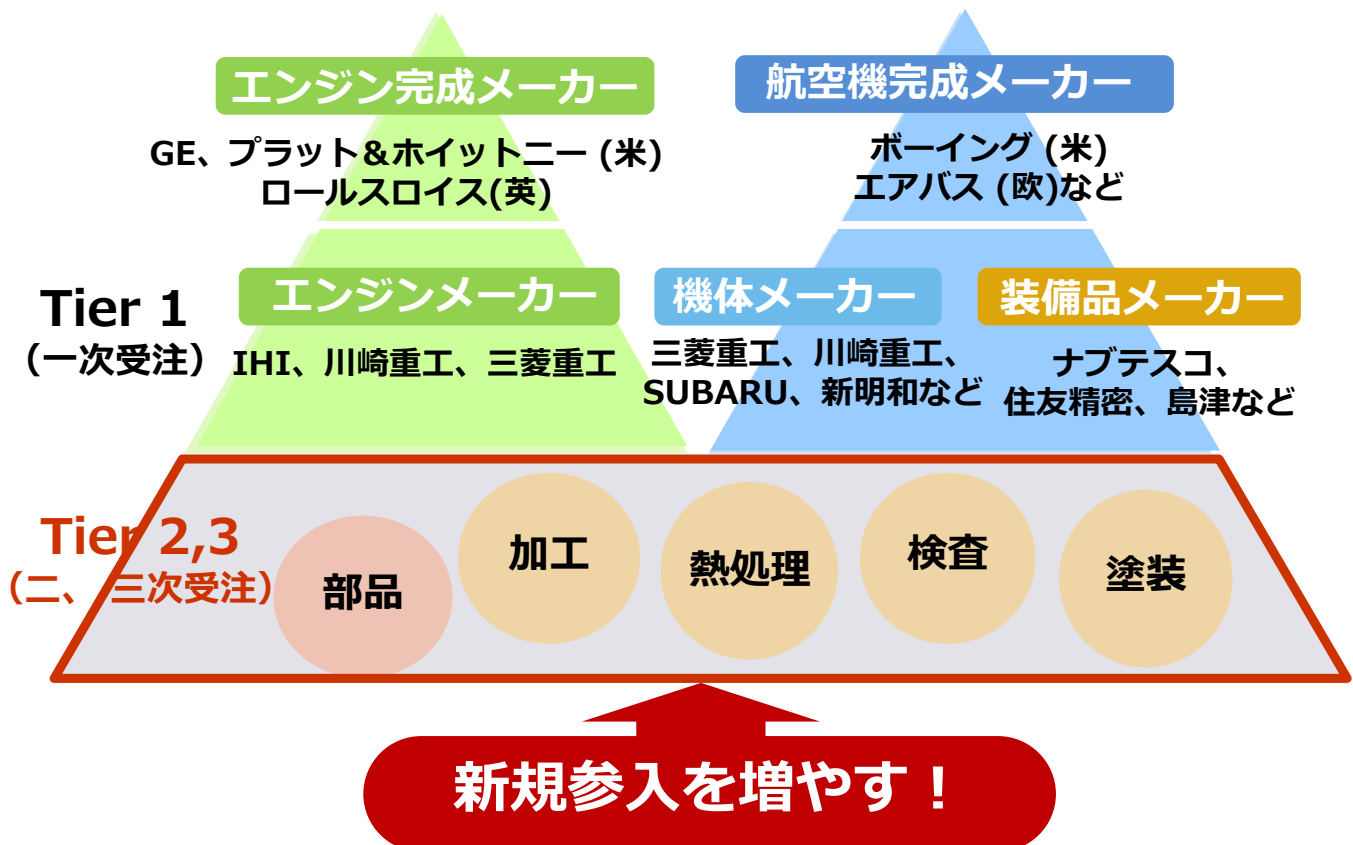 エンジン完成メーカー
GE、プラット＆ホイットニー (米)
ロールスロイス(英)
航空機完成メーカー
ボーイング (米)
エアバス (欧)など
Tier 1
（一次受注）
エンジンメーカー
IHI、川崎重工、三菱重工
機体メーカー
三菱重工、川崎重工、
SUBARU、新明和など
装備品メーカー
ナブテスコ、
住友精密、島津など
Tier 2,3
（二、三次受注）
部品
加工
熱処理
検査
塗装
新規参入を増やす！